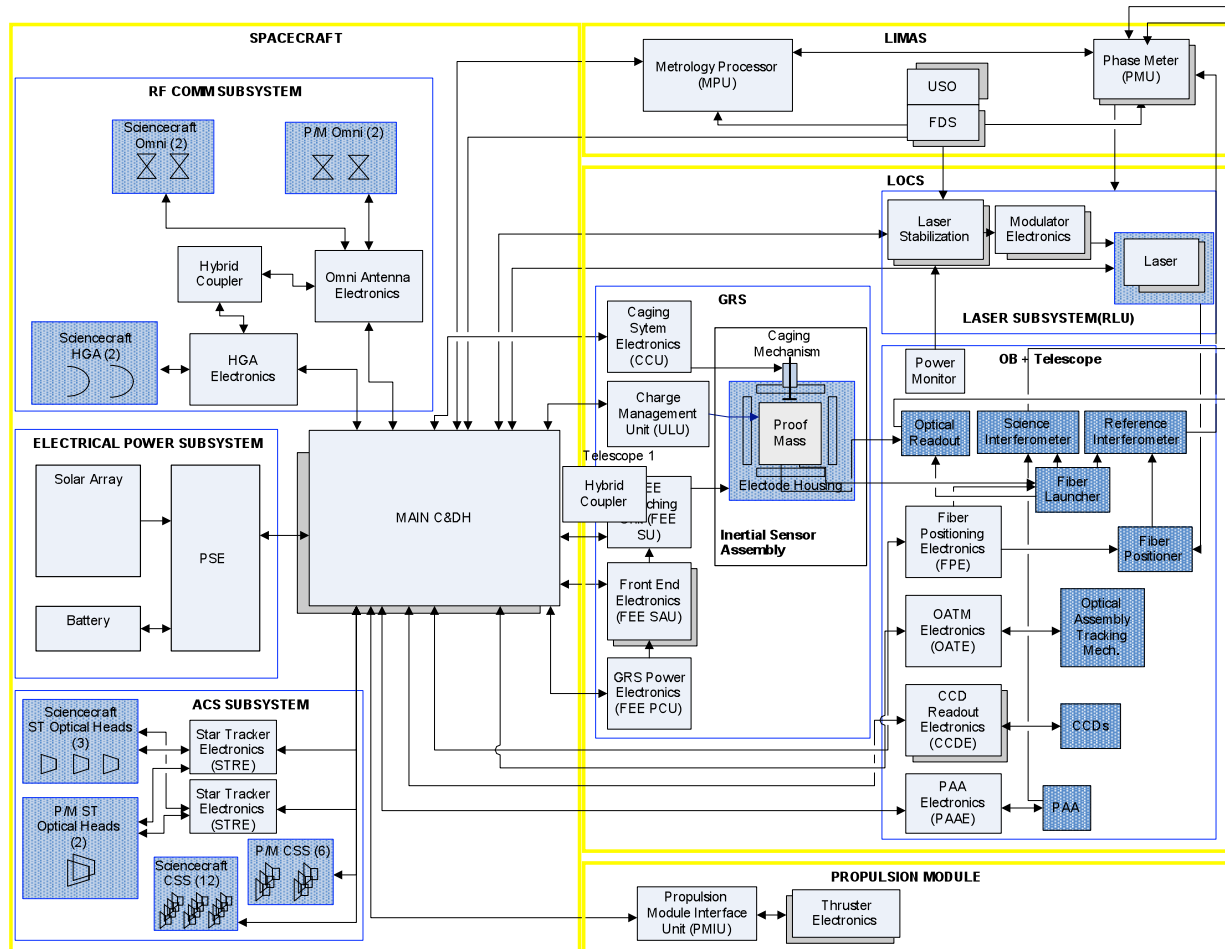 SPACECRAFT
RF COMM SUBSYSTEM
Sciencecraft
Omni (2)
P/M Omni (2)
Hybrid
Coupler
Omni Antenna
Electronics
Sciencecraft
HGA (2)
HGA
Electronics
ELECTRICAL POWER SUBSYSTEM
Solar Array
PSE
Battery
MAIN C&DH
ACS SUBSYSTEM
Sciencecraft
ST Optical Heads
(3)
Star Tracker
Electronics
(STRE)
P/M ST
Optical Heads
(2)
Star Tracker
Electronics
(STRE)
P/M CSS (6)
Sciencecraft
CSS (12)
LIMAS
Metrology Processor
(MPU)
USO
FDS
Phase Meter
(PMU)
LOCS
Laser
Stabilization
Modulator
Electronics
Laser
LASER SUBSYSTEM(RLU)
GRS
Caging
Sytem
Electronics
(CCU)
Caging
Mechanism
Charge
Management
Unit (ULU)
Proof
Mass
Electode Housing
Telescope 1
Hybrid
Coupler
(FEE
SU)
Inertial Sensor
Assembly
Front End
Electronics
(FEE SAU)
GRS Power
Electronics
(FEE PCU)
OB + Telescope
Power
Monitor
Optical
Readout
Science
Interferometer
Reference
Interferometer
Fiber
Launcher
Fiber
Positioning
Electronics
(FPE)
Fiber
Positioner
OATM
Electronics
(OATE)
Optical
Assembly
Tracking
Mech.
CCD
Readout
Electronics
(CCDE)
CCDs
PAA
Electronics
(PAAE)
PAA
PROPULSION MODULE
Propulsion
Module Interface
Unit (PMIU)
Thruster
Electronics